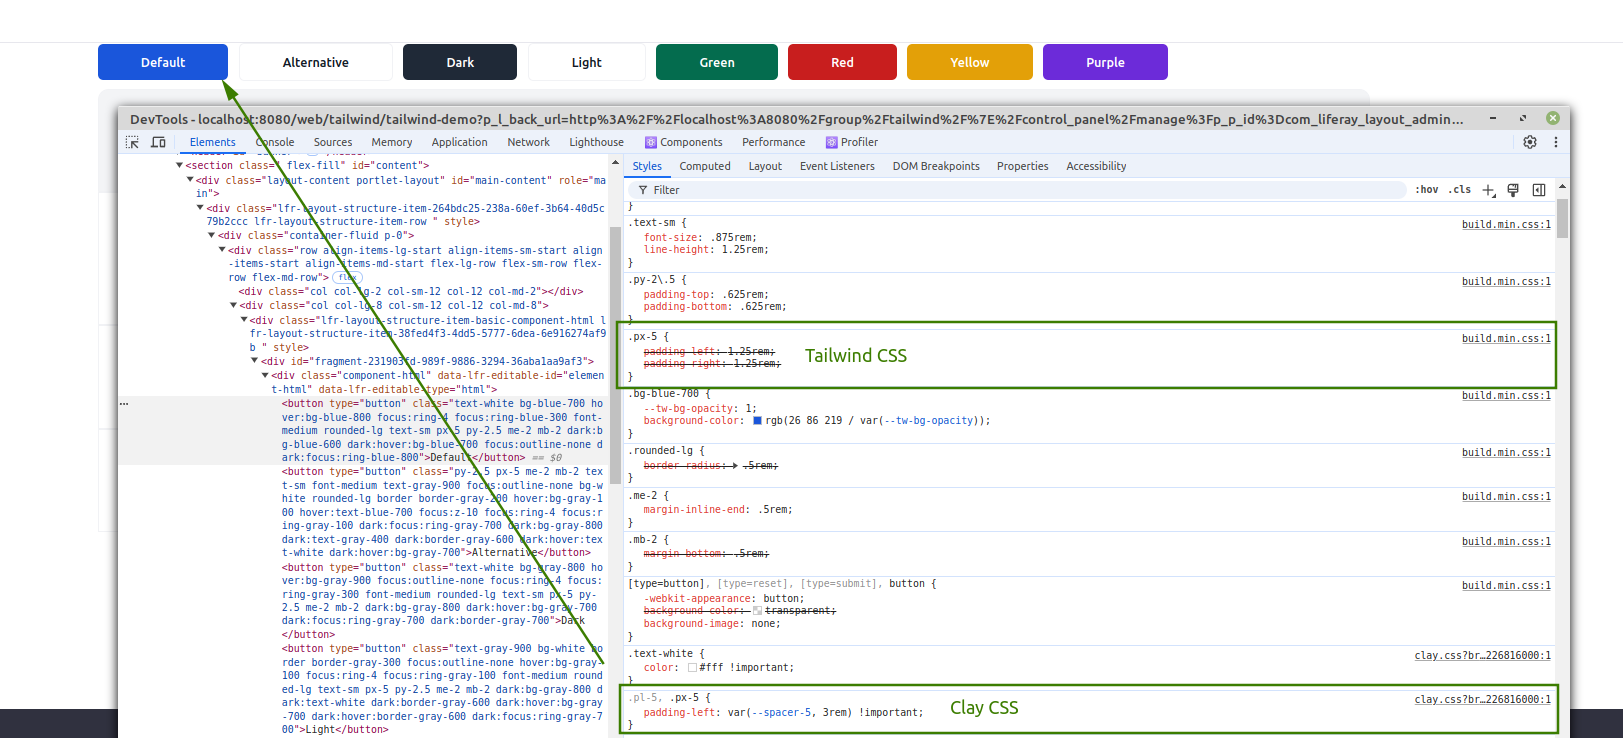 Default Alternative Dark Light Green Red Yellow Purple
DevTools - localhost:8080/web/tailwind/tailwind-demo?p_l_back_url=http%3A%2F%2Flocalhost%3A8080%2Fgroup%2Ftailwind%2F%7E%2Fcontrol_panel%2Fmanage%3Fp_p_id%3Dcom_liferay_layout_admin...
Elements Console Sources Memory Application Network Lighthouse Components Performance Profiler
<section class=" flex-fill" id="content">
<div class="layout-content portlet-layout" id="main-content" role="ma
in">
<div class="lfr-layout-structure-item-264bdc25-238a-60ef-3b64-40d5c
79b2ccc lfr-layout-structure-item-row " style>
<div class="container-fluid p-0">
<div class="row align-items-lg-start align-items-sm-start align
-items-start align-items-md-start flex-lg-row flex-sm-row flex-
row flex-md-row"> flex
<div class="col col-lg-2 col-sm-12 col-12 col-md-2"></div>
<div class="col col-lg-8 col-sm-12 col-12 col-md-8">
<div class="lfr-layout-structure-item-basic-component-html l
fr-layout-structure-item-38fed4f3-4dd5-5777-6dea-6e916274af9
b " style>
<div id="fragment-231903fd-989f-9886-3294-36aba1aa9af3">
<div class="component-html" data-lfr-editable-id="elemen
t-html" data-lfr-editable-type="html">
<button type="button" class="text-white bg-blue-700 ho
ver:bg-blue-800 focus:ring-4 focus:ring-blue-300 font-
medium rounded-lg text-sm px-5 py-2.5 me-2 mb-2 dark:b
g-blue-600 dark:hover:bg-blue-700 focus:outline-none d
ark:focus:ring-blue-800">Default</button> == $0
<button type="button" class="py-2.5 px-5 me-2 mb-2 tex
t-sm font-medium text-gray-900 focus:outline-none bg-w
hite rounded-lg border border-gray-200 hover:bg-gray-1
00 hover:text-blue-700 focus:z-10 focus:ring-4 focus:r
ing-gray-100 dark:focus:ring-gray-700 dark:bg-gray-800
dark:text-gray-400 dark:border-gray-600 dark:hover:tex
t-white dark:hover:bg-gray-700">Alternative</button>
<button type="button" class="text-white bg-gray-800 ho
ver:bg-gray-900 focus:outline-none focus:ring-4 focus:
ring-gray-300 font-medium rounded-lg text-sm px-5 py-
2.5 me-2 mb-2 dark:bg-gray-800 dark:hover:bg-gray-700
dark:focus:ring-gray-700 dark:border-gray-700">Dark
</button>
<button type="button" class="text-gray-900 bg-white bo
rder border-gray-300 focus:outline-none hover:bg-gray-
100 focus:ring-4 focus:ring-gray-100 font-medium round
ed-lg text-sm px-5 py-2.5 me-2 mb-2 dark:bg-gray-800 d
ark:text-white dark:border-gray-600 dark:hover:bg-gray
-700 dark:hover:border-gray-600 dark:focus:ring-gray-7
00">Light</button>
Styles Computed Layout Event Listeners DOM Breakpoints Properties Accessibility
Filter :hov .cls
}
.text-sm { build.min.css:1
font-size: .875rem;
line-height: 1.25rem;
}
.py-2\.5 { build.min.css:1
padding-top: .625rem;
padding-bottom: .625rem;
}
.px-5 { build.min.css:1
padding-left: 1.25rem;
padding-right: 1.25rem;
}
Tailwind CSS
.bg-blue-700 { build.min.css:1
--tw-bg-opacity: 1;
background-color: rgb(26 86 219 / var(--tw-bg-opacity));
}
.rounded-lg { build.min.css:1
border-radius: .5rem;
}
.me-2 { build.min.css:1
margin-inline-end: .5rem;
}
.mb-2 { build.min.css:1
margin-bottom: .5rem;
}
[type=button], [type=reset], [type=submit], button { build.min.css:1
-webkit-appearance: button;
background-color: transparent;
background-image: none;
}
.text-white { clay.css?br…226816000:1
color: #fff !important;
}
.pl-5, .px-5 { clay.css?br…226816000:1
padding-left: var(--spacer-5, 3rem) !important;
}
Clay CSS